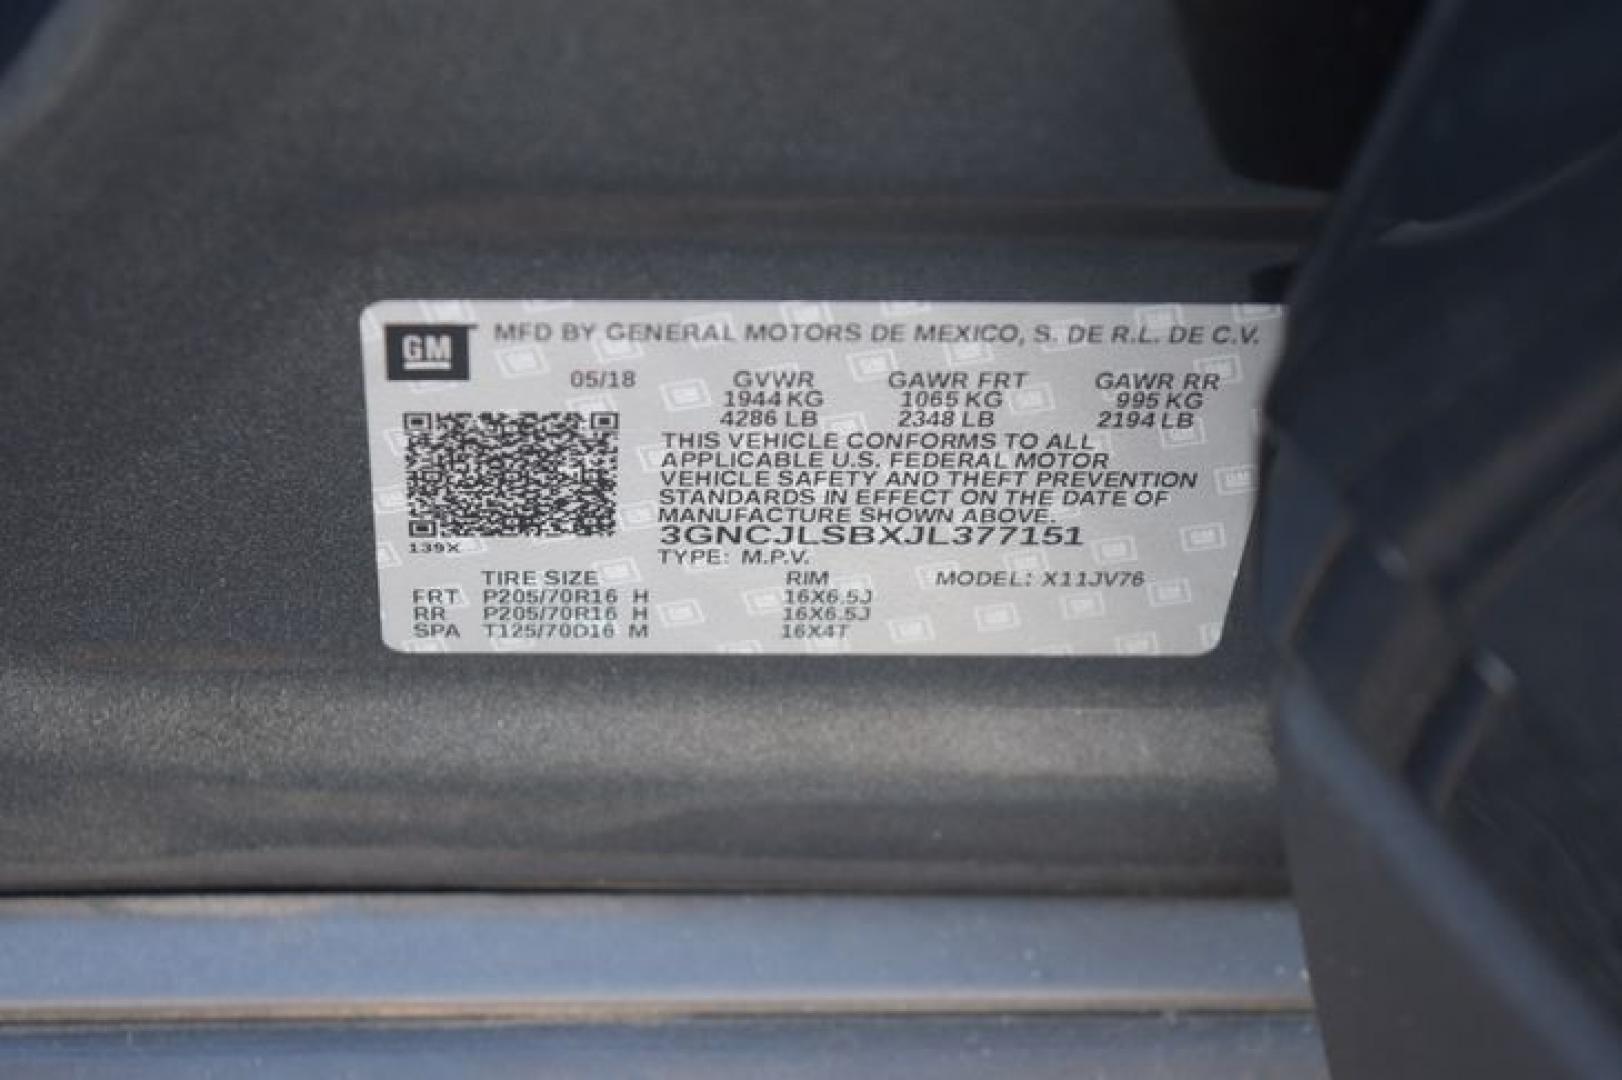 GM MFD BY GENERAL MOTORS DE MEXICO, S. DE R.L. DE C.V.
05/18 GVWR GAWR FRT GAWR RR
1944 KG 1065 KG 995 KG
4286 LB 2348 LB 2194 LB
THIS VEHICLE CONFORMS TO ALL
APPLICABLE U.S. FEDERAL MOTOR
VEHICLE SAFETY AND THEFT PREVENTION
STANDARDS IN EFFECT ON THE DATE OF
MANUFACTURE SHOWN ABOVE.
3GNCJLSBXJL377151
139X
TYPE: M.P.V.
TIRE SIZE RIM MODEL: X11JV76
FRT P205/70R16 H 16X6.5J
RR P205/70R16 H 16X6.5J
SPA T125/70D16 M 16X4T